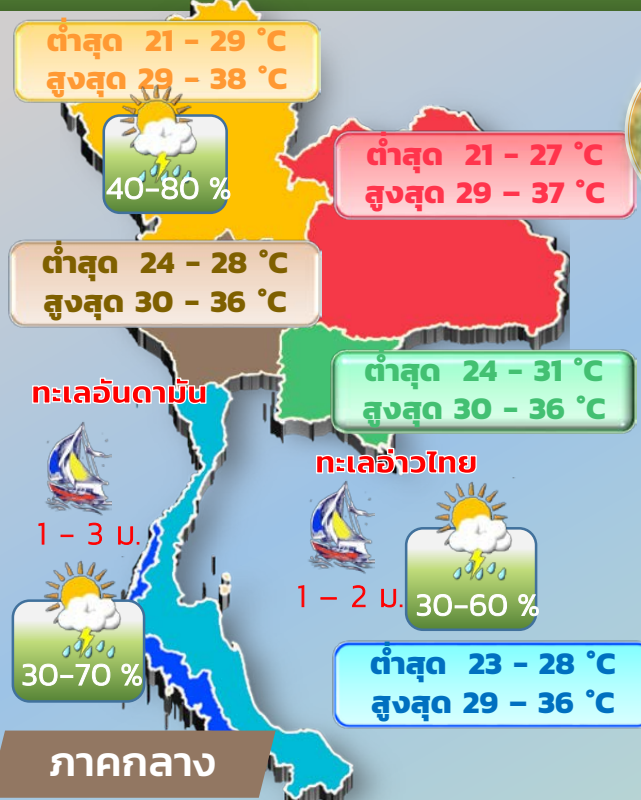 ต่ำสุด 21 - 29 °C
สูงสุด 29 - 38 °C
40-80 %
ต่ำสุด 21 - 27 °C
สูงสุด 29 – 37 °C
ต่ำสุด 24 - 28 °C
สูงสุด 30 - 36 °C
ต่ำสุด 24 - 31 °C
สูงสุด 30 - 36 °C
ทะเลอันดามัน
1 - 3 ม.
ทะเลอ่าวไทย
1 – 2 ม.
30-60 %
30-70 %
ต่ำสุด 23 - 28 °C
สูงสุด 29 – 36 °C
ภาคกลาง